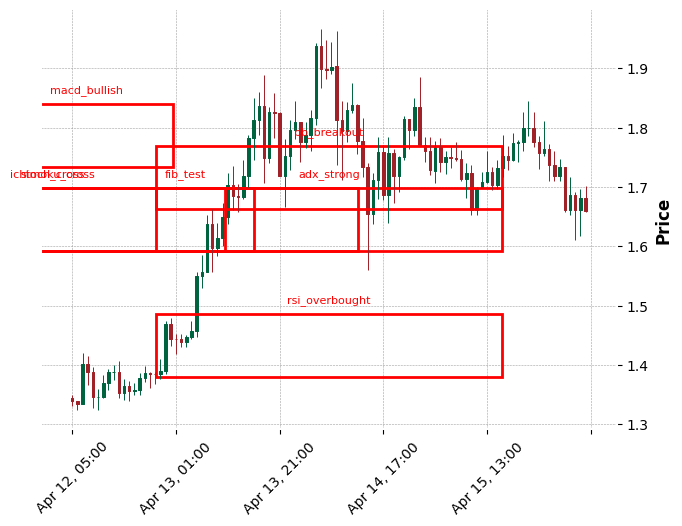 macd_bullish
bb_breakout
stoch_cross
fib_test
adx_strong
rsi_overbought
1.9
1.8
1.7
1.6
1.5
1.4
1.3
Price
Apr 12, 05:00
Apr 13, 01:00
Apr 13, 21:00
Apr 14, 17:00
Apr 15, 13:00